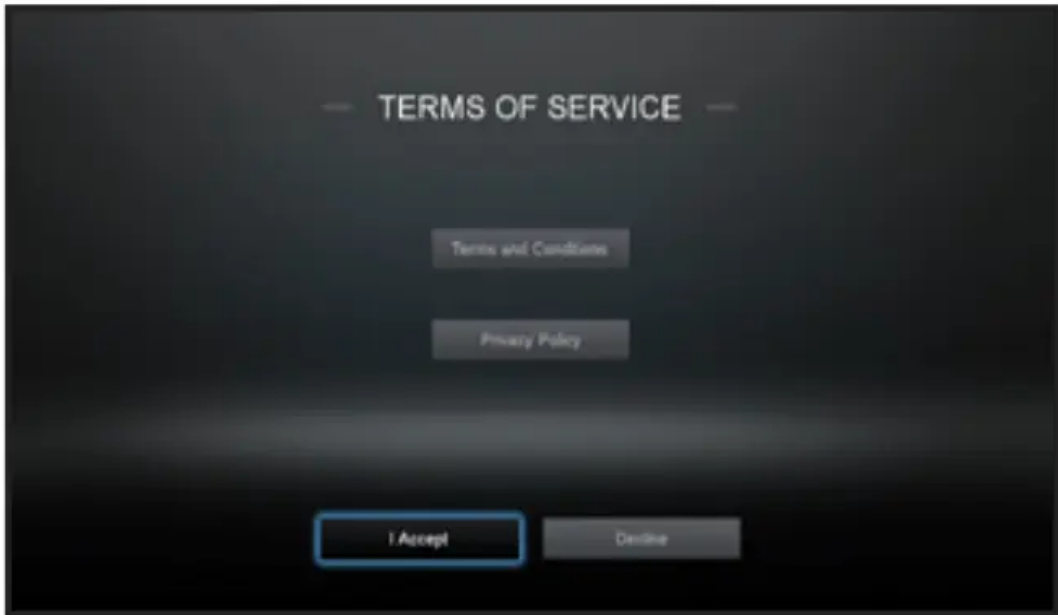 TERMS OF SERVICE
Terms and Conditions
Privacy Policy
I Accept
Decline